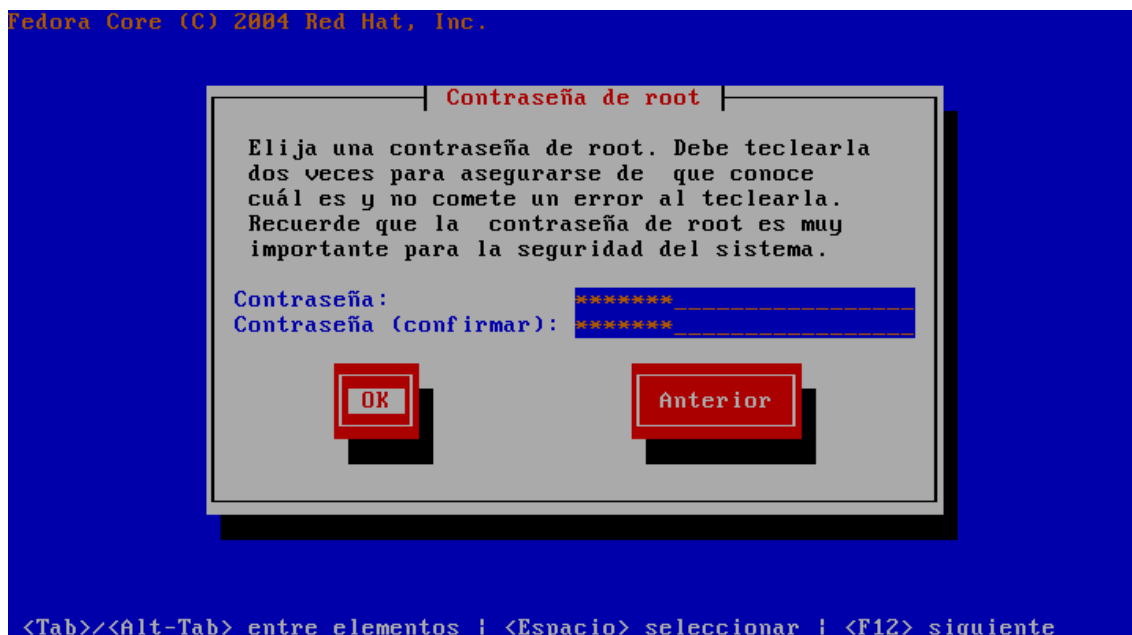 Fedora Core (C) 2004 Red Hat, Inc.
Contraseña de root
Elija una contraseña de root. Debe teclearla
dos veces para asegurarse de  que conoce
cuál es y no comete un error al teclearla.
Recuerde que la  contraseña de root es muy
importante para la seguridad del sistema.
Contraseña: *******_________________
Contraseña (confirmar): *******_________________
OK Anterior
<Tab>/<Alt-Tab> entre elementos | <Espacio> seleccionar | <F12> siguiente